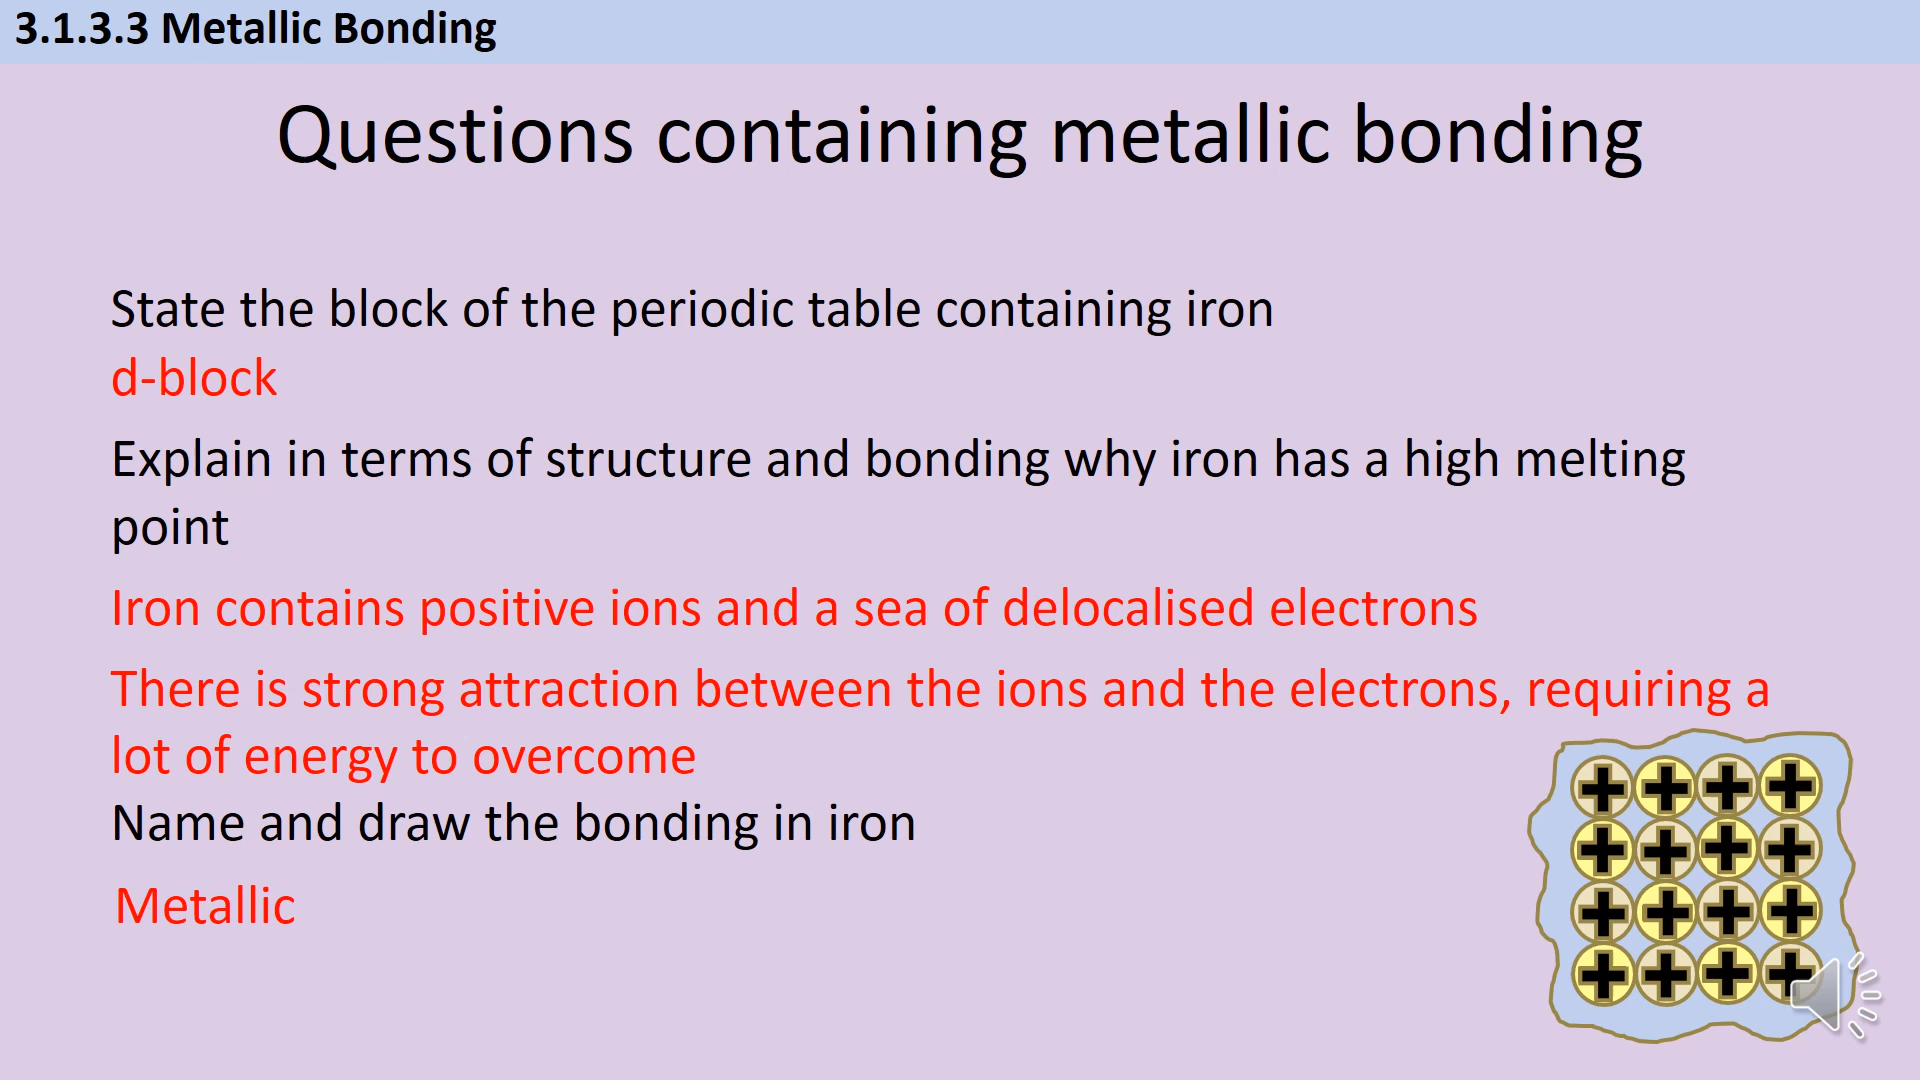 3.1.3.3 Metallic Bonding
Questions containing metallic bonding
State the block of the periodic table containing iron
d-block
Explain in terms of structure and bonding why iron has a high melting
point
Iron contains positive ions and a sea of delocalised electrons
There is strong attraction between the ions and the electrons, requiring a
lot of energy to overcome
Name and draw the bonding in iron
Metallic